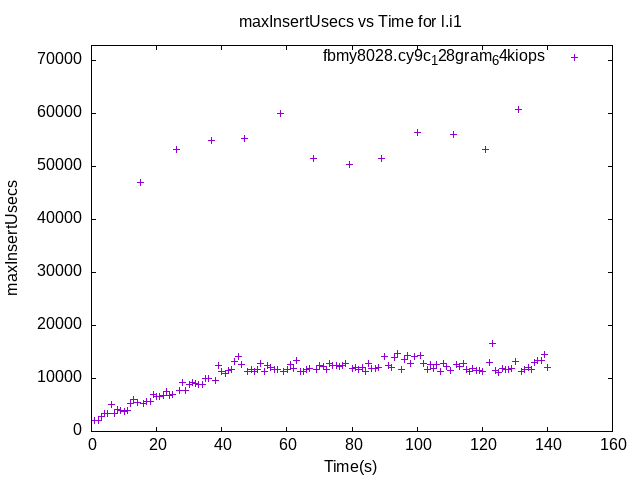 maxInsertUsecs vs Time for l.i1
fbmy8028.cy9c_128gram_64kiops
70000
60000
50000
40000
30000
20000
10000
0
maxInsertUsecs
0 20 40 60 80 100 120 140 160
Time(s)